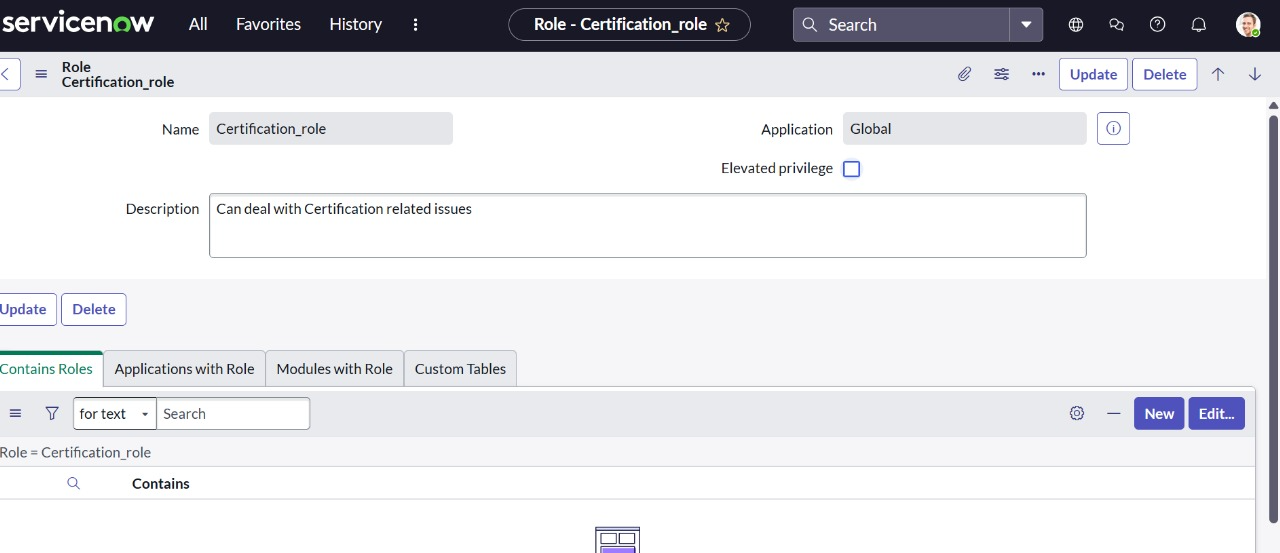 servicenow All Favorites History Role - Certification_role Search
Role
Certification_role
Update Delete
Name Certification_role Application Global
Elevated privilege
Description Can deal with Certification related issues
Update Delete
Contains Roles Applications with Role Modules with Role Custom Tables
for text Search New Edit...
Role = Certification_role
Contains